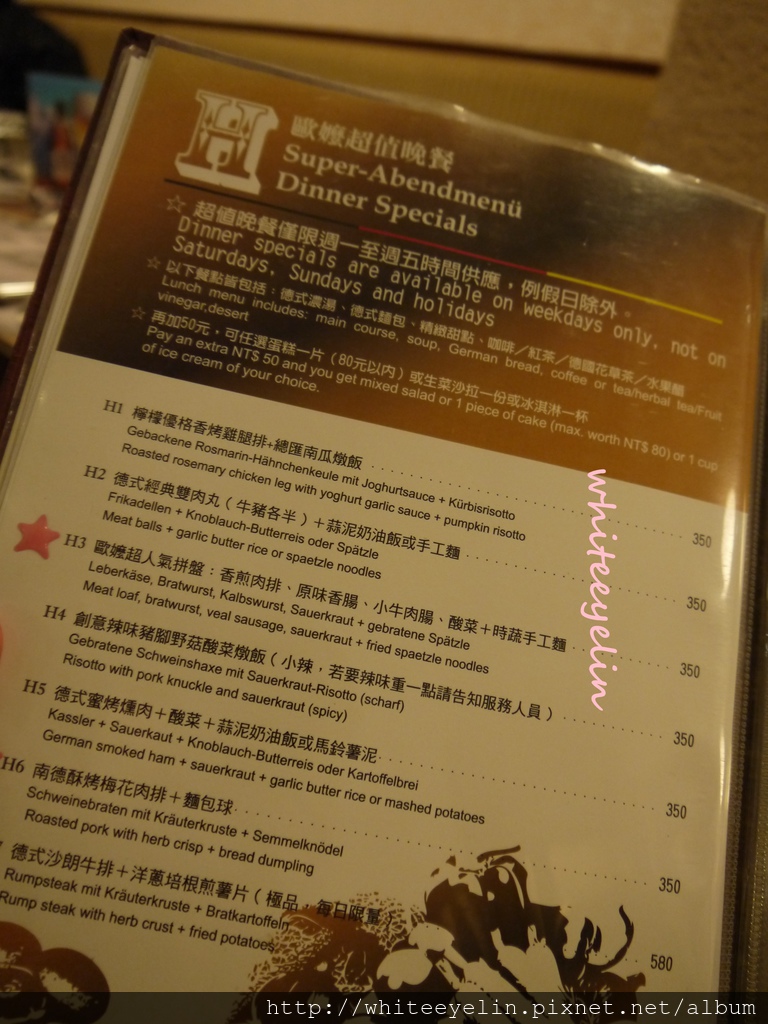 H
歐嬤超值晚餐
Super-Abendmenü
Dinner Specials
☆ 超值晚餐僅限週一至週五時間供應，例假日除外。
Dinner specials are available on weekdays only, not on
Saturdays, Sundays and holidays
☆ 以下餐點皆包括：德式濃湯、德式麵包、精緻甜點、咖啡／紅茶／德國花草茶／水果醋
Lunch menu includes: main course, soup, German bread, coffee or tea/herbal tea/Fruit
vinegar,desert
☆ 再加50元，可任選蛋糕一片（80元以內）或生菜沙拉一份或冰淇淋一杯
Pay an extra NT$ 50 and you get mixed salad or 1 piece of cake (max. worth NT$ 80) or 1 cup
of ice cream of your choice.
H1 檸檬優格香烤雞腿排+總匯南瓜燉飯 350
Gebackene Rosmarin-Hähnchenkeule mit Joghurtsauce + Kürbisrisotto
Roasted rosemary chicken leg with yoghurt garlic sauce + pumpkin risotto
H2 德式經典雙肉丸（牛豬各半）＋蒜泥奶油飯或手工麵 350
Frikadellen + Knoblauch-Butterreis oder Spätzle
Meat balls + garlic butter rice or spaetzle noodles
H3 歐嬤超人氣拼盤：香煎肉排、原味香腸、小牛肉腸、酸菜＋時蔬手工麵 350
Leberkäse, Bratwurst, Kalbswurst, Sauerkraut + gebratene Spätzle
Meat loaf, bratwurst, veal sausage, sauerkraut + fried spaetzle noodles
H4 創意辣味豬腳野菇酸菜燉飯（小辣，若要辣味重一點請告知服務人員） 350
Gebratene Schweinshaxe mit Sauerkraut-Risotto (scharf)
Risotto with pork knuckle and sauerkraut (spicy)
H5 德式蜜烤燻肉＋酸菜＋蒜泥奶油飯或馬鈴薯泥 350
Kassler + Sauerkaut + Knoblauch-Butterreis oder Kartoffelbrei
German smoked ham + sauerkraut + garlic butter rice or mashed potatoes
H6 南德酥烤梅花肉排＋麵包球 350
Schweinebraten mit Kräuterkruste + Semmelknödel
Roasted pork with herb crisp + bread dumpling
德式沙朗牛排＋洋蔥培根煎薯片（極品，每日限量） 580
Rumpsteak mit Kräuterkruste + Bratkartoffeln
Rump steak with herb crust + fried potatoes
whiteeyelin
http://whiteeyelin.pixnet.net/album